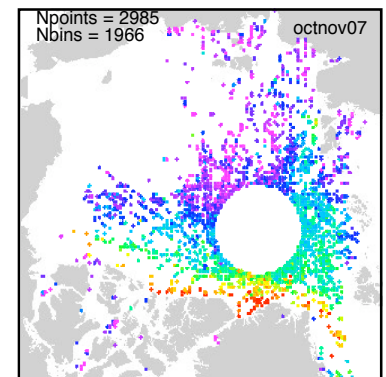 Npoints = 2985
Nbins = 1966
octnov07